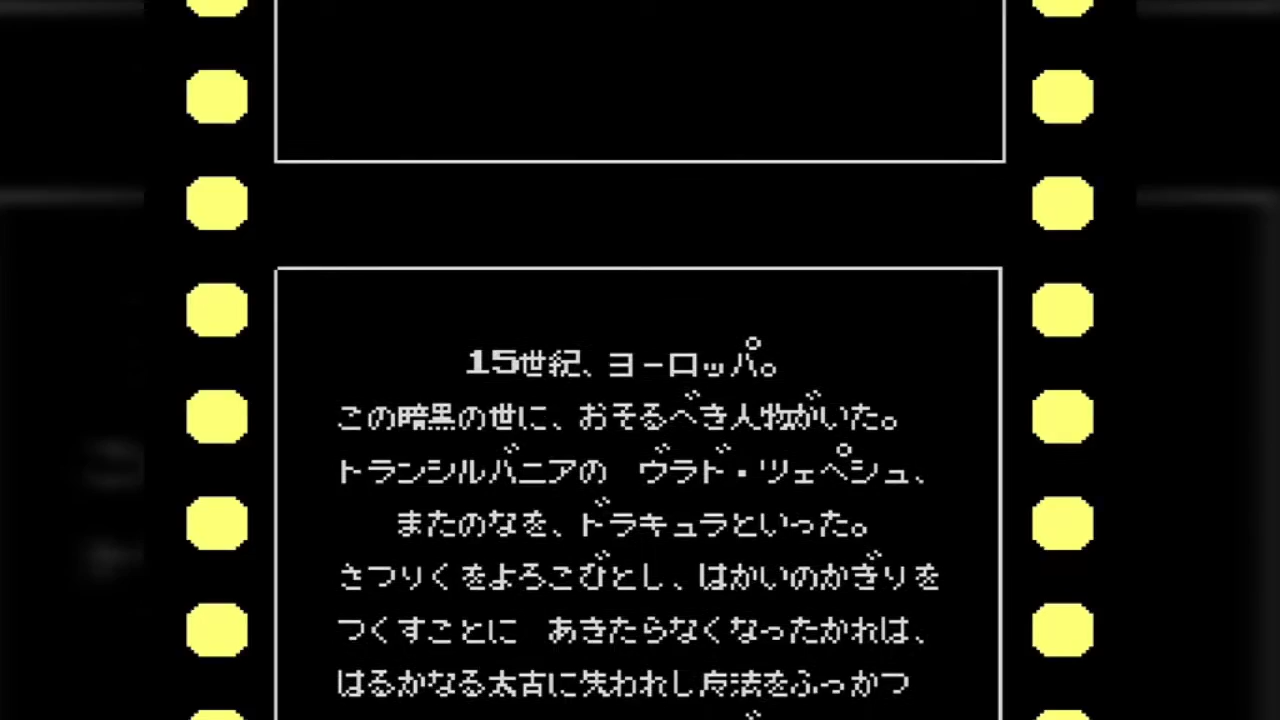 15世紀、ヨーロッパ。
この暗黒の世に、おそるべき人物がいた。
トランシルバニアの　ヴラド・ツェペシュ、
またのなを、ドラキュラといった。
さつりくをよろこびとし、はかいのかぎりを
つくすことに　あきたらなくなったかれは、
はるかなる太古に失われし魔法をふっかつ